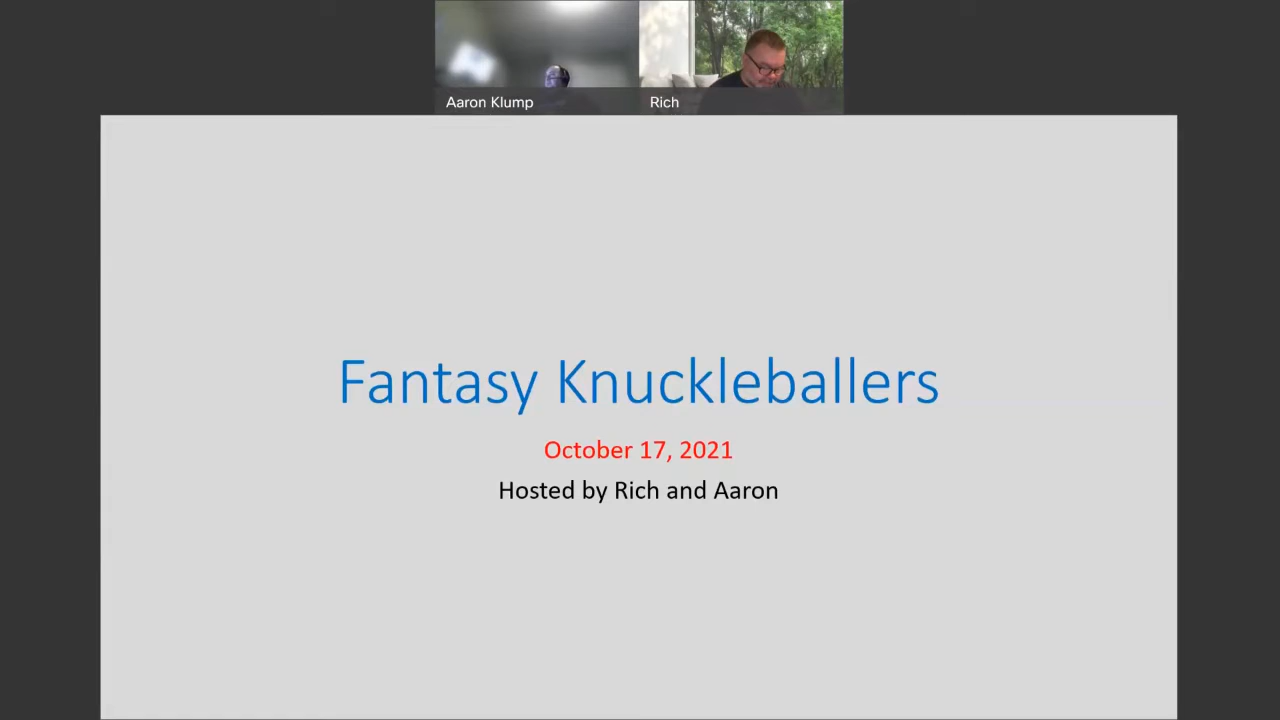 Aaron Klump
Rich
Fantasy Knuckleballers
October 17, 2021
Hosted by Rich and Aaron